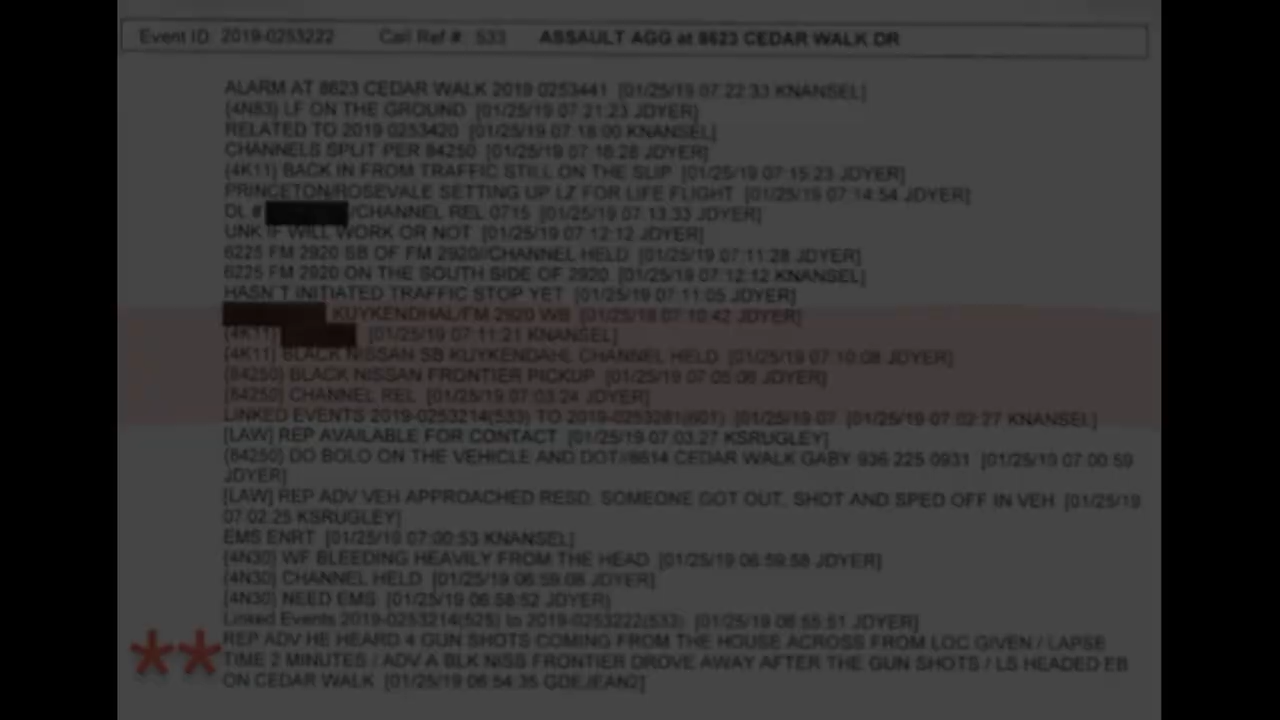 Event ID: 2019-0253222 Call Ref #: 533 ASSAULT AGG at 8623 CEDAR WALK DR
ALARM AT 8623 CEDAR WALK 2019 0253441 [01/25/19 07:22:33 KNANSEL]
{4N83} LF ON THE GROUND [01/25/19 07:21:23 JDYER]
RELATED TO 2019 0253420 [01/25/19 07:18:00 KNANSEL]
CHANNELS SPLIT PER 84250 [01/25/19 07:16:28 JDYER]
{4K11} BACK IN FROM TRAFFIC STILL ON THE SLIP [01/25/19 07:15:23 JDYER]
PRINCETON/ROSEVALE SETTING UP LZ FOR LIFE FLIGHT [01/25/19 07:14:54 JDYER]
DL # /CHANNEL REL 0715 [01/25/19 07:13:33 JDYER]
UNK IF WILL WORK OR NOT [01/25/19 07:12:12 JDYER]
6225 FM 2920 SB OF FM 2920//CHANNEL HELD [01/25/19 07:11:28 JDYER]
6225 FM 2920 ON THE SOUTH SIDE OF 2920 [01/25/19 07:12:12 KNANSEL]
HASN'T INITIATED TRAFFIC STOP YET [01/25/19 07:11:05 JDYER]
KUYKENDHAL/FM 2920 WB [01/25/19 07:10:42 JDYER]
{4K11} [01/25/19 07:11:21 KNANSEL]
{4K11} BLACK NISSAN SB KUYKENDAHL CHANNEL HELD [01/25/19 07:10:08 JDYER]
{84250} BLACK NISSAN FRONTIER PICKUP [01/25/19 07:05:06 JDYER]
{84250} CHANNEL REL [01/25/19 07:03:24 JDYER]
LINKED EVENTS 2019-0253214(533) TO 2019-0253281(601) [01/25/19 07: [01/25/19 07:02:27 KNANSEL]
[LAW] REP AVAILABLE FOR CONTACT [01/25/19 07:03:27 KSRUGLEY]
{84250} DO BOLO ON THE VEHICLE AND DOT//8614 CEDAR WALK GABY 936 225 0931 [01/25/19 07:00:59
JDYER]
[LAW] REP ADV VEH APPROACHED RESD, SOMEONE GOT OUT, SHOT AND SPED OFF IN VEH [01/25/19
07:02:25 KSRUGLEY]
EMS ENRT [01/25/19 07:00:53 KNANSEL]
{4N30} WF BLEEDING HEAVILY FROM THE HEAD [01/25/19 06:59:58 JDYER]
{4N30} CHANNEL HELD [01/25/19 06:59:08 JDYER]
{4N30} NEED EMS [01/25/19 06:58:52 JDYER]
Linked Events 2019-0253214(525) to 2019-0253222(533) [01/25/19 06:55:51 JDYER]
** REP ADV HE HEARD 4 GUN SHOTS COMING FROM THE HOUSE ACROSS FROM LOC GIVEN / LAPSE
TIME 2 MINUTES / ADV A BLK NISS FRONTIER DROVE AWAY AFTER THE GUN SHOTS / LS HEADED EB
ON CEDAR WALK [01/25/19 06:54:35 GDEJEAN2]